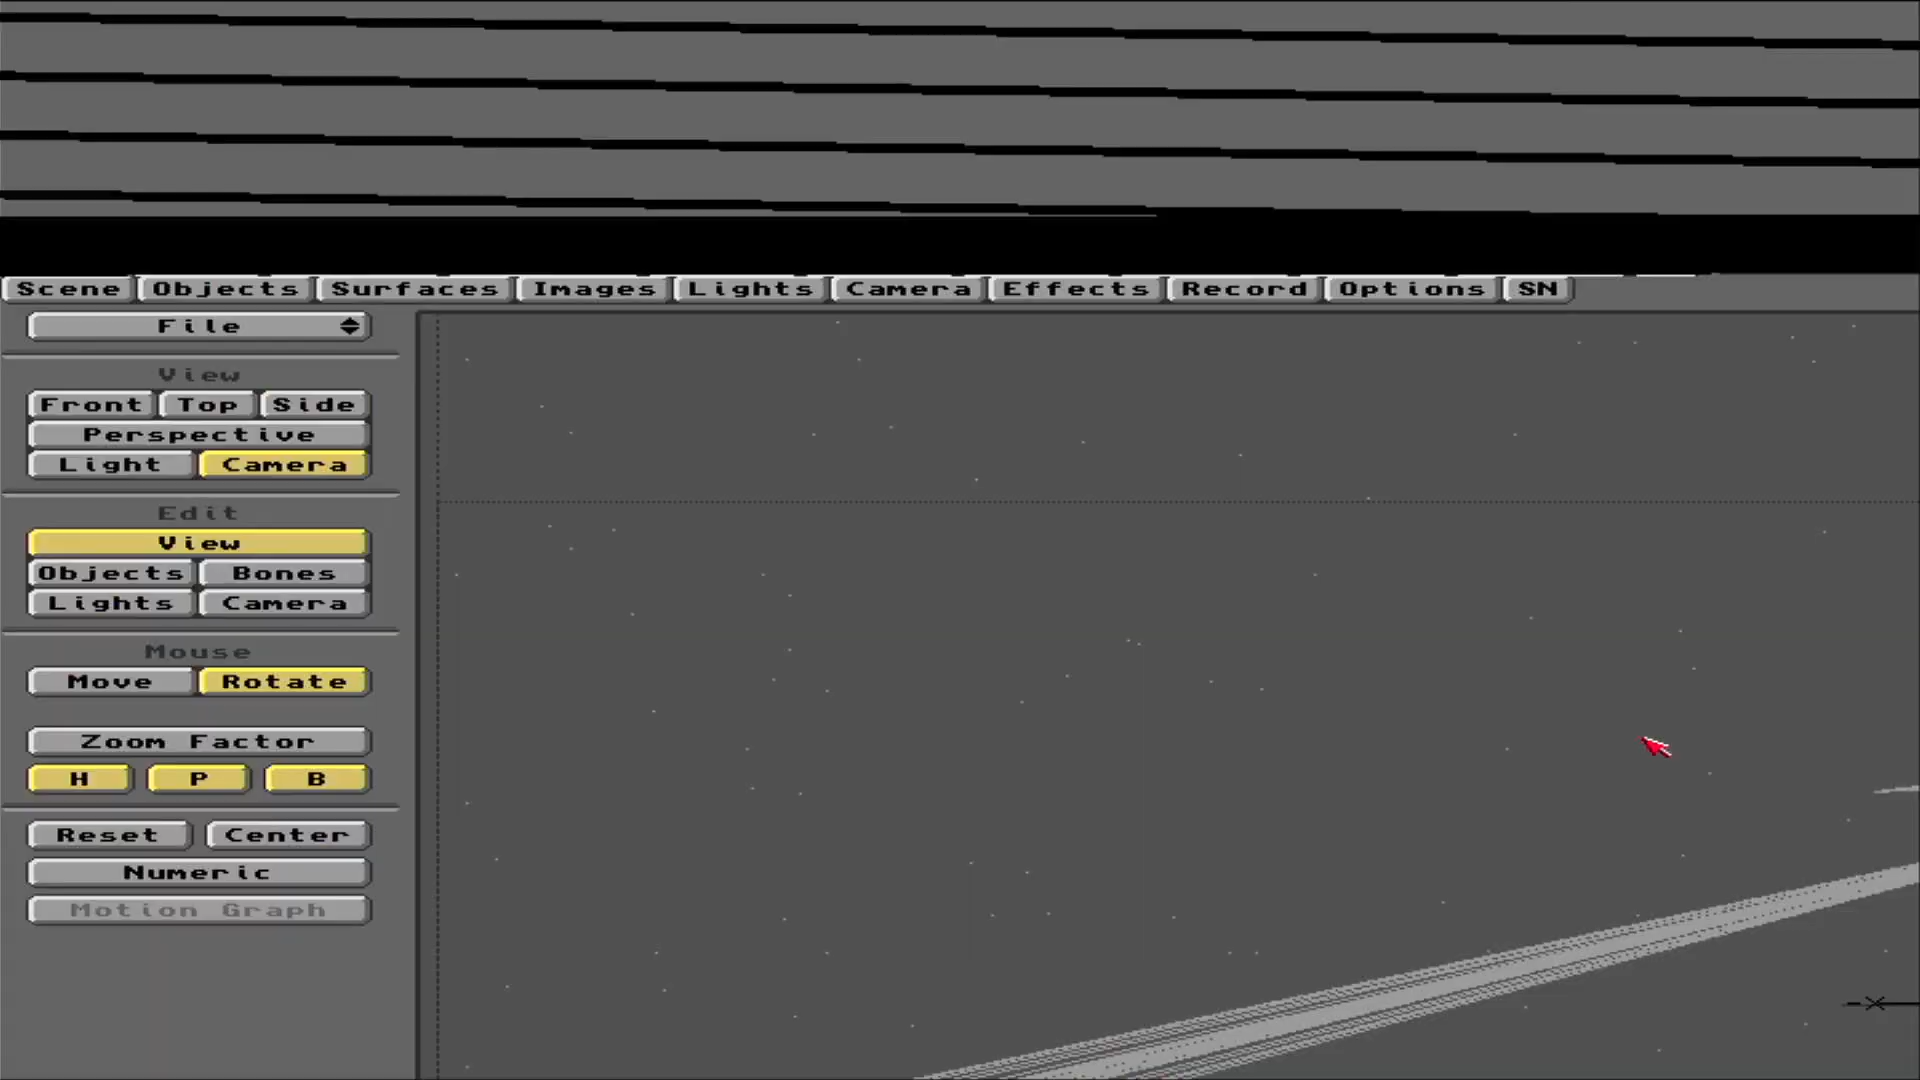 Scene Objects Surfaces Images Lights Camera Effects Record Options SN
File
View
Front Top Side
Perspective
Light Camera
Edit
View
Objects Bones
Lights Camera
Mouse
Move Rotate
Zoom Factor
H P B
Reset Center
Numeric
Motion Graph